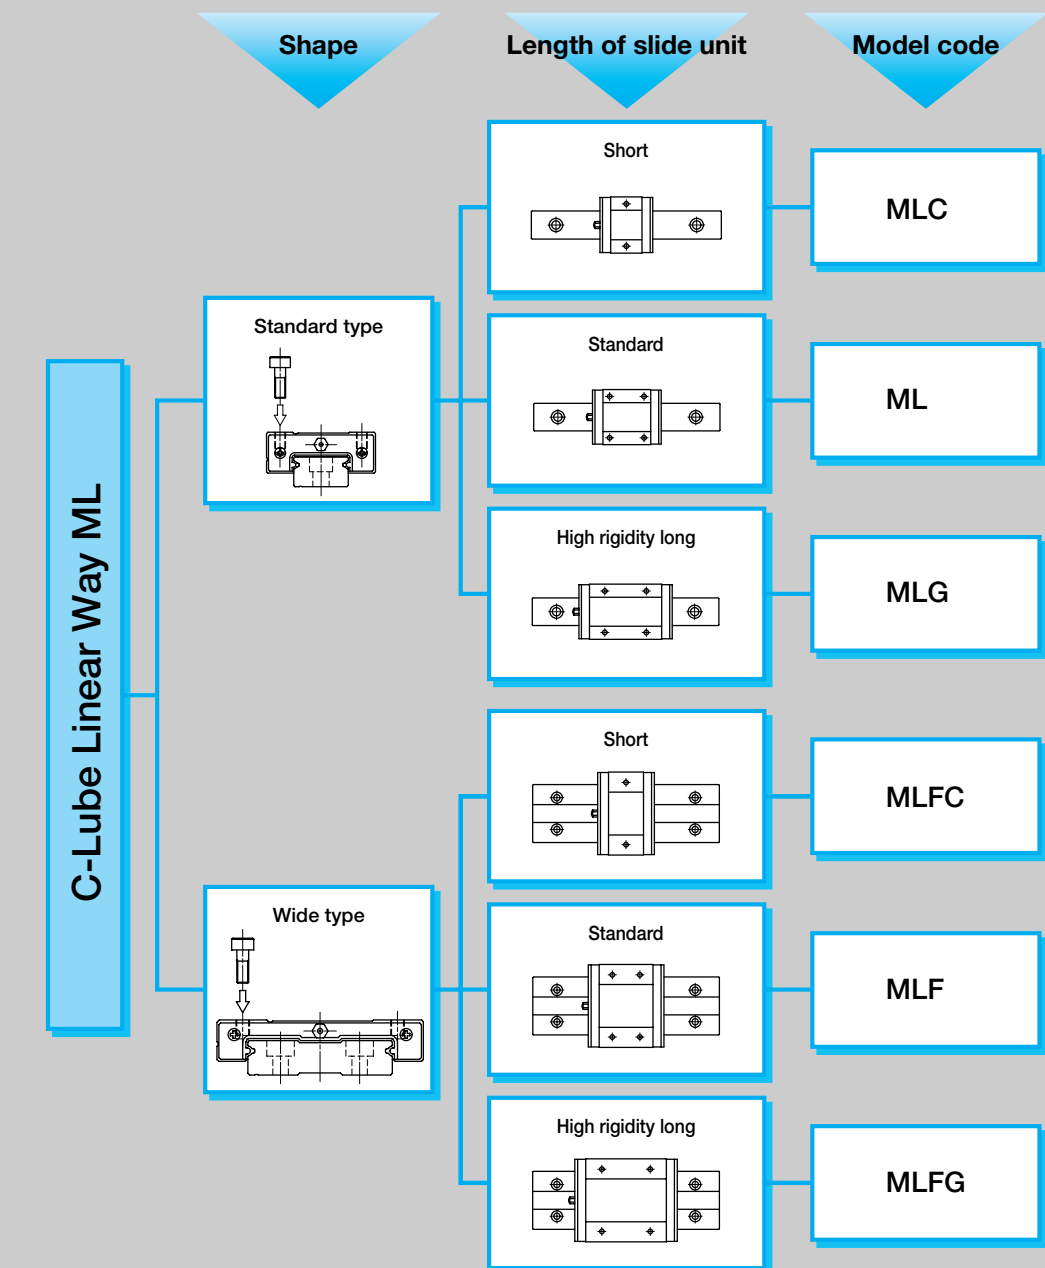 Shape
Length of slide unit
Model code
C-Lube Linear Way ML
Standard type
Short
MLC
Standard
ML
High rigidity long
MLG
Wide type
Short
MLFC
Standard
MLF
High rigidity long
MLFG